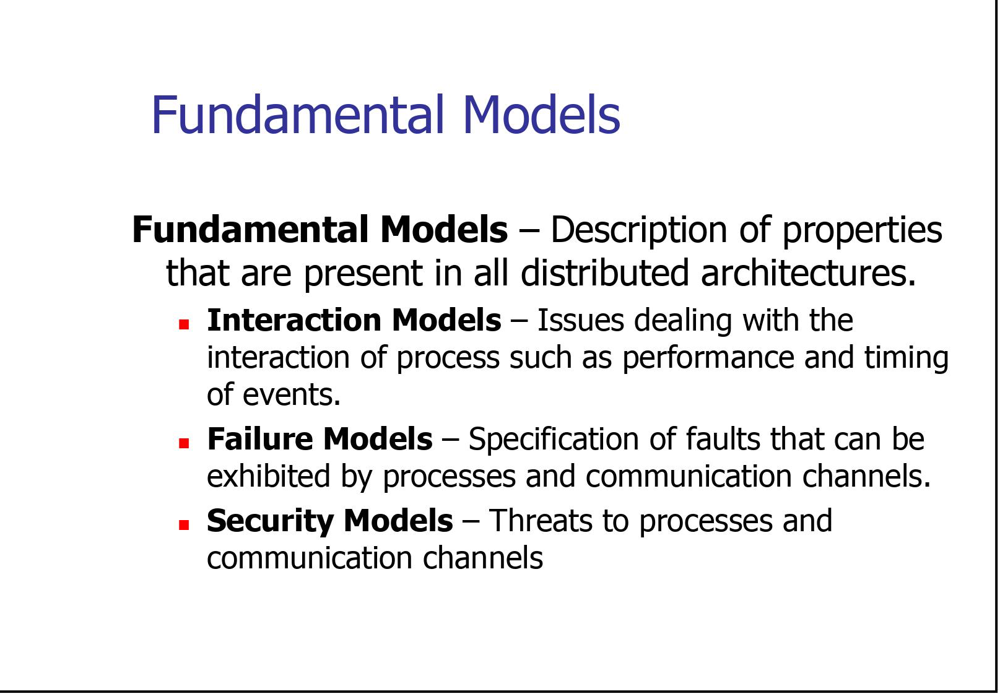 Fundamental Models
Fundamental Models – Description of properties
that are present in all distributed architectures.
Interaction Models – Issues dealing with the
interaction of process such as performance and timing
of events.
Failure Models – Specification of faults that can be
exhibited by processes and communication channels.
Security Models – Threats to processes and
communication channels